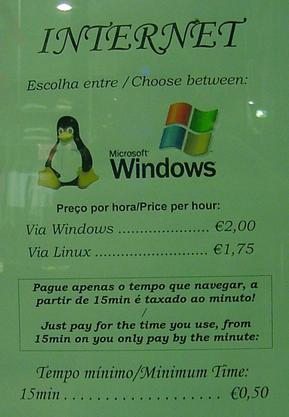 INTERNET
Escolha entre / Choose between:
Microsoft
Windows
Preço por hora/Price per hour:
Via Windows ..................... €2,00
Via Linux .......................... €1,75
Pague apenas o tempo que navegar, a
partir de 15min é taxado ao minuto!
/
Just pay for the time you use, from
15min on you only pay by the minute:
Tempo mínimo/Minimum Time:
15min . . . . . . . . . . . . . . . . . . . €0,50